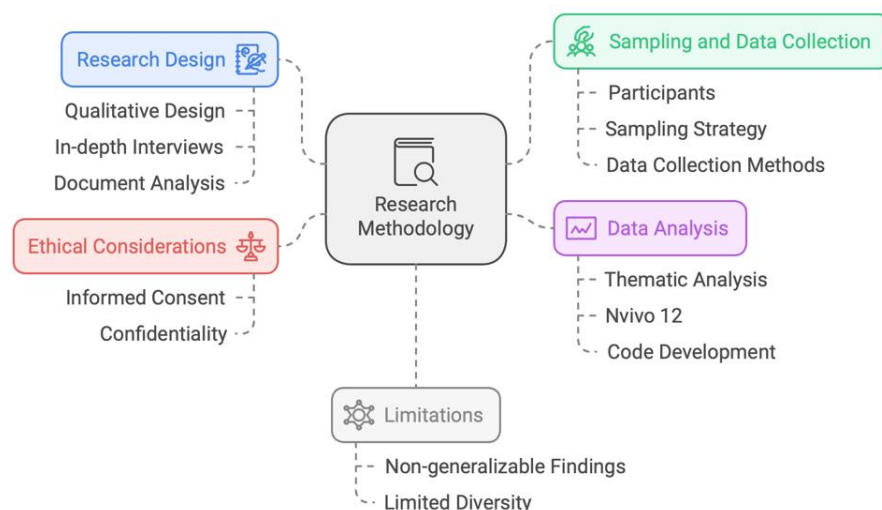 Research Design
Qualitative Design
In-depth Interviews
Document Analysis
Ethical Considerations
Informed Consent
Confidentiality
Research
Methodology
Sampling and Data Collection
Participants
Sampling Strategy
Data Collection Methods
Data Analysis
Thematic Analysis
Nvivo 12
Code Development
Limitations
Non-generalizable Findings
Limited Diversity